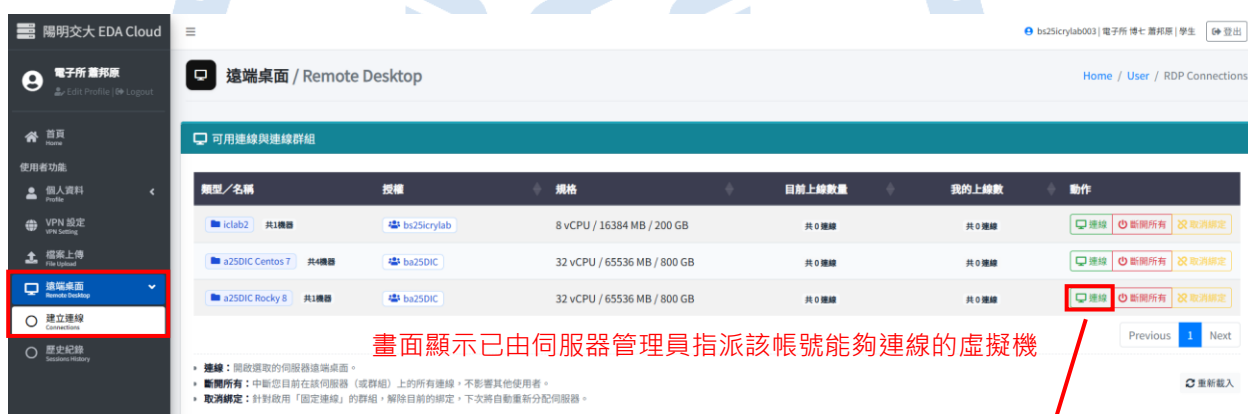 陽明交大 EDA Cloud
bs25icrylab003 | 電子所 博七 蕭邦原 | 學生
登出
電子所 蕭邦原
Edit Profile | Logout
遠端桌面 / Remote Desktop
Home / User / RDP Connections
首頁
Home
使用者功能
個人資料
Profile
VPN 設定
VPN Setting
檔案上傳
File Upload
遠端桌面
Remote Desktop
建立連線
Connections
歷史紀錄
Sessions History
可用連線與連線群組
類型／名稱 授權 規格 目前上線數量 我的上線數 動作
iclab2 共1機器 bs25icrylab 8 vCPU / 16384 MB / 200 GB 共 0 連線 共 0 連線 連線 斷開所有 取消綁定
a25DIC Centos 7 共4機器 ba25DIC 32 vCPU / 65536 MB / 800 GB 共 0 連線 共 0 連線 連線 斷開所有 取消綁定
a25DIC Rocky 8 共1機器 ba25DIC 32 vCPU / 65536 MB / 800 GB 共 0 連線 共 0 連線 連線 斷開所有 取消綁定
畫面顯示已由伺服器管理員指派該帳號能夠連線的虛擬機
Previous 1 Next
連線：開啟選取的伺服器遠端桌面。
斷開所有：中斷您目前在該伺服器（或群組）上的所有連線，不影響其他使用者。
取消綁定：針對啟用「固定連線」的群組，解除目前的綁定，下次將自動重新分配伺服器。
重新載入